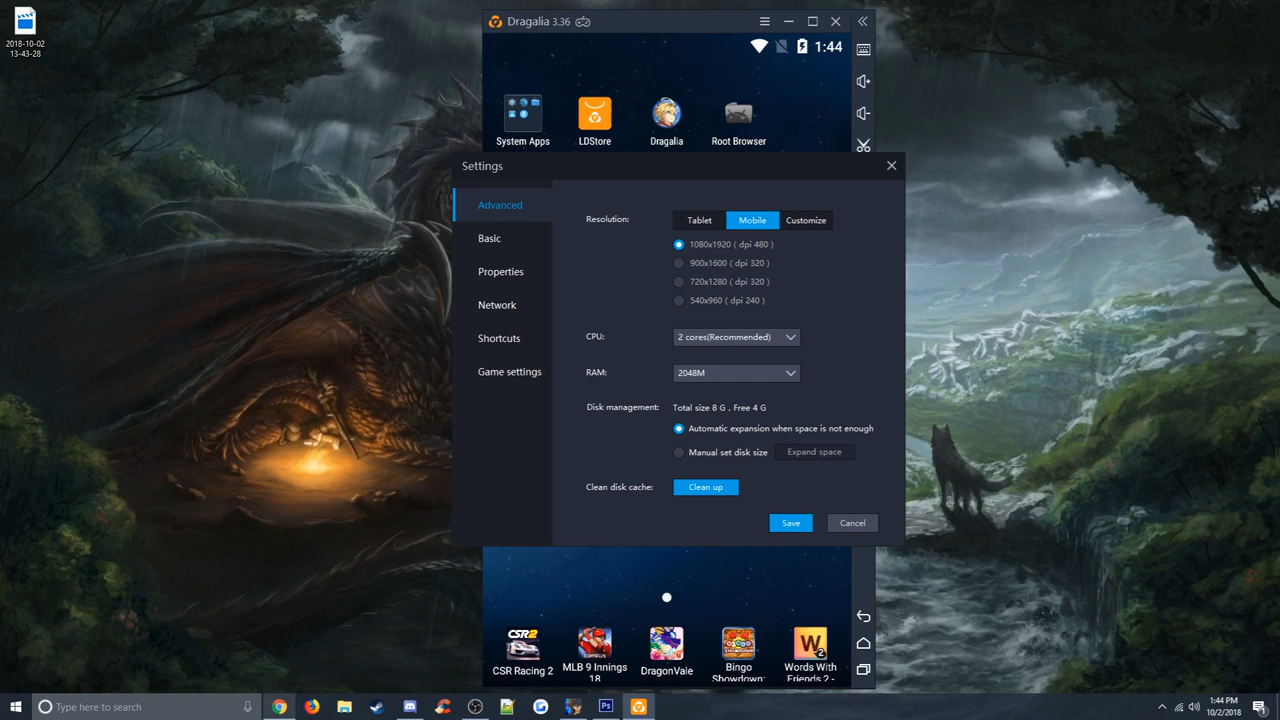 2018-10-02
13-43-28
Dragalia 3.36
1:44
System Apps
LDStore
Dragalia
Root Browser
Settings
Advanced
Basic
Properties
Network
Shortcuts
Game settings
Resolution:
Tablet
Mobile
Customize
1080x1920 ( dpi 480 )
900x1600 ( dpi 320 )
720x1280 ( dpi 320 )
540x960 ( dpi 240 )
CPU:
2 cores(Recommended)
RAM:
2048M
Disk management:
Total size 8 G , Free 4 G
Automatic expansion when space is not enough
Manual set disk size
Expand space
Clean disk cache:
Clean up
Save
Cancel
CSR2
CSR Racing 2
MLB 9 Innings
18
DragonVale
Bingo
Showdown:
W2
Words With
Friends 2 -
Type here to search
Ps
1:44 PM
10/2/2018
1